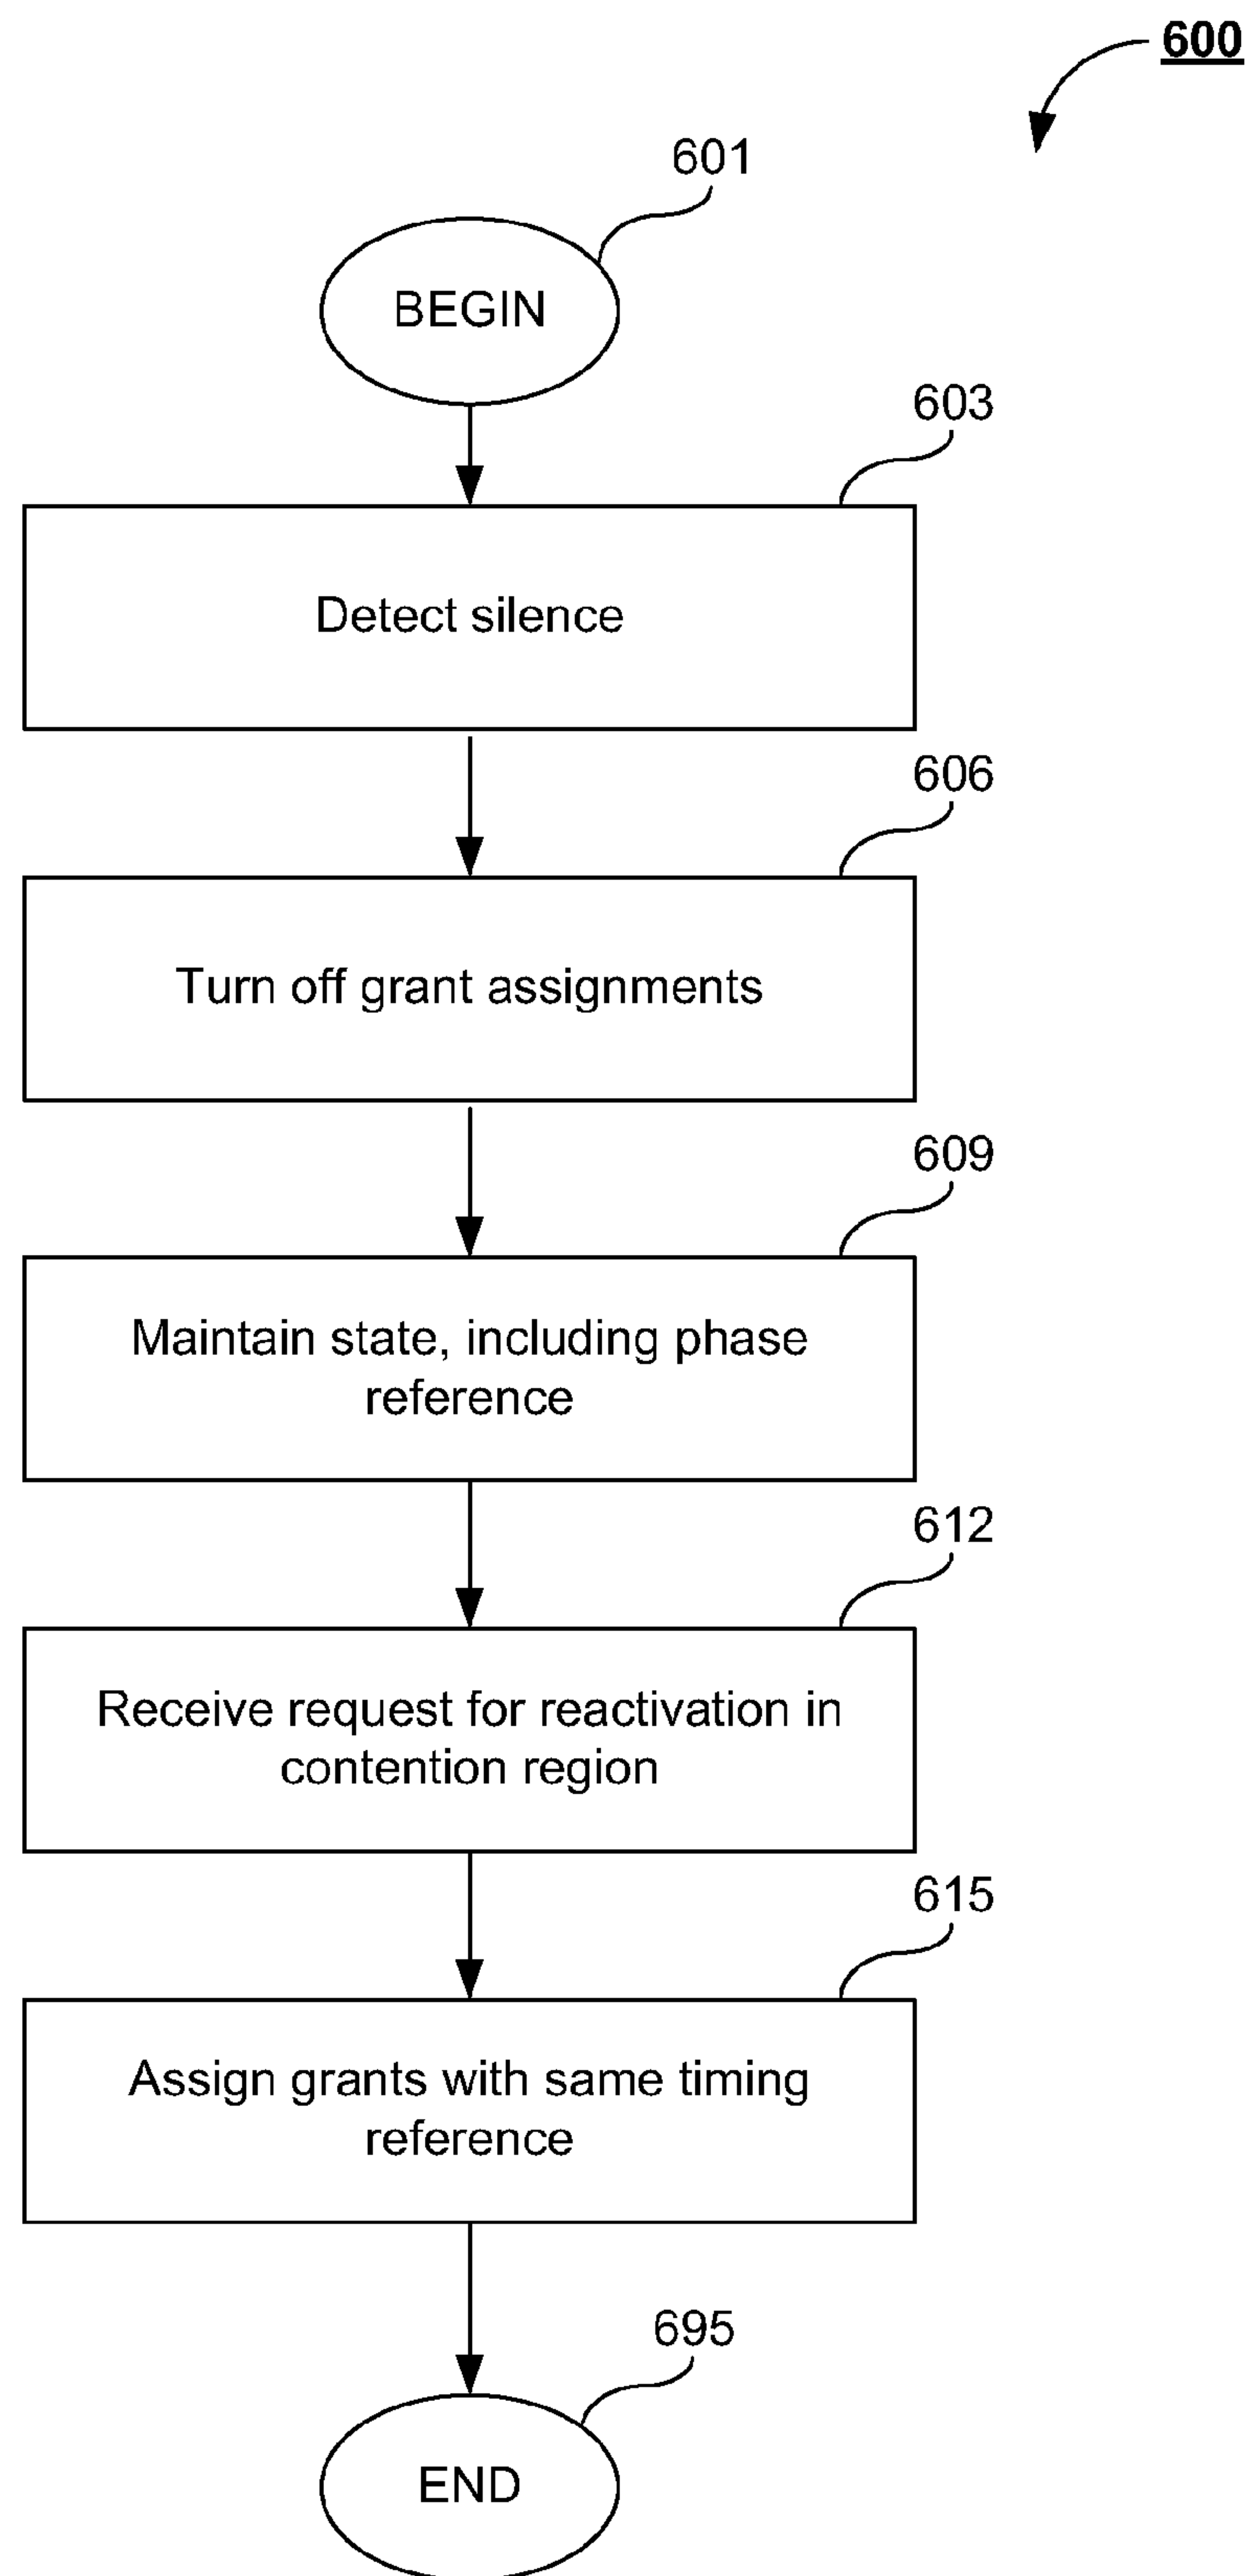 600
601
BEGIN
603
Detect silence
606
Turn off grant assignments
609
Maintain state, including phase
reference
612
Receive request for reactivation in
contention region
615
Assign grants with same timing
reference
695
END